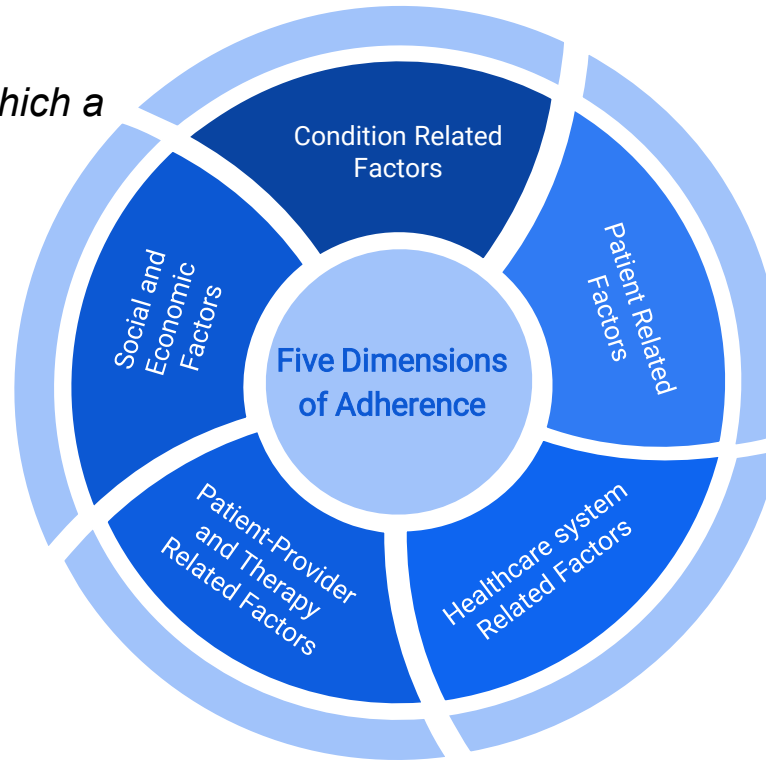 hich a
Condition Related
Factors
Patient Related
Factors
Healthcare system
Related Factors
Patient-Provider
and Therapy
Related Factors
Social and
Economic
Factors
Five Dimensions
of Adherence